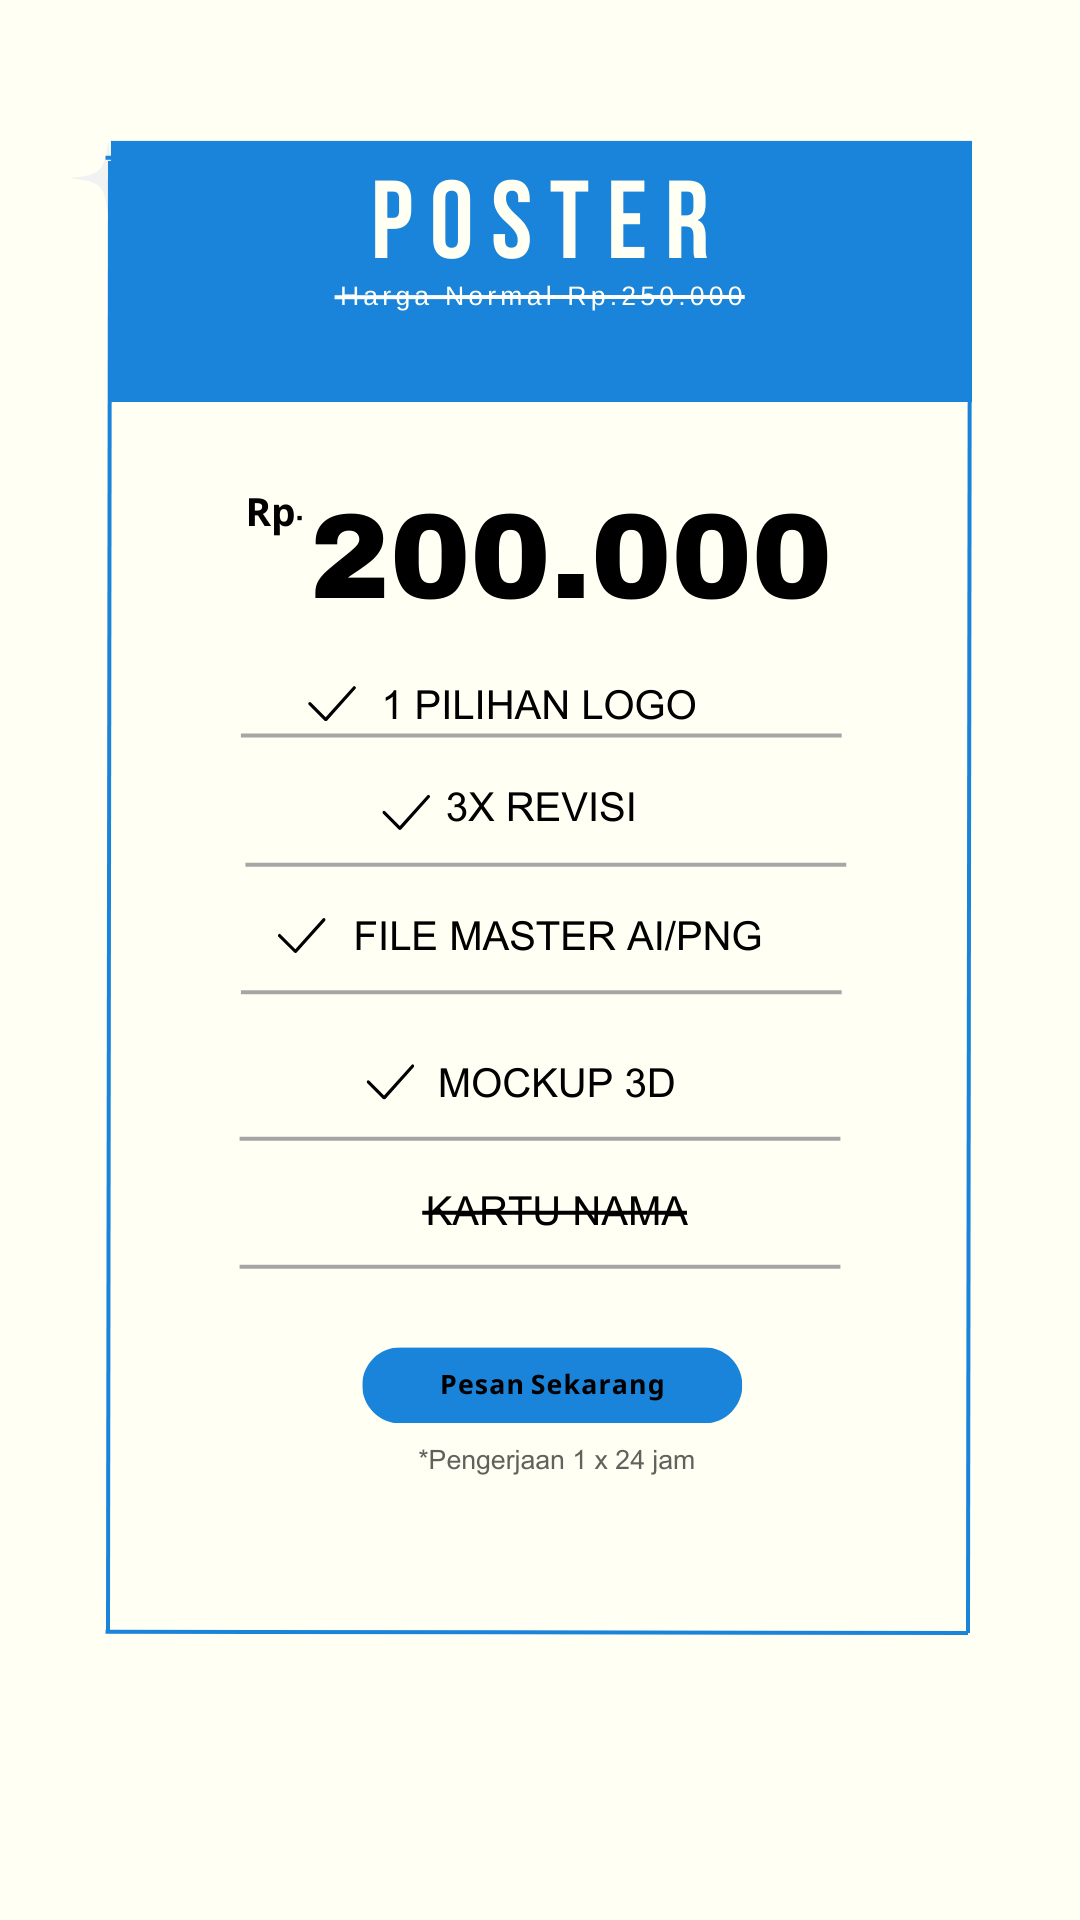 POSTER
Harga Normal Rp.250.000
Rp.
200.000
1 PILIHAN LOGO
3X REVISI
FILE MASTER AI/PNG
MOCKUP 3D
KARTU NAMA
Pesan Sekarang
*Pengerjaan 1 x 24 jam